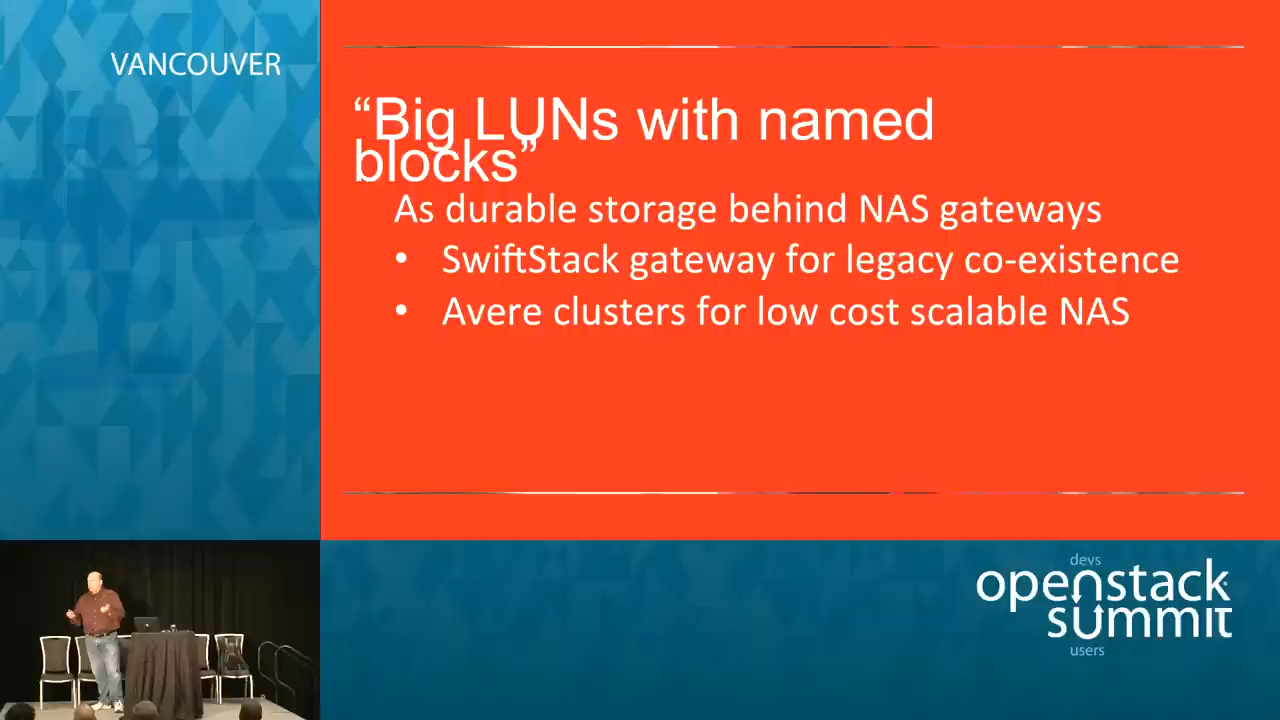 VANCOUVER
“Big LUNs with named
blocks”
As durable storage behind NAS gateways
• SwiftStack gateway for legacy co-existence
• Avere clusters for low cost scalable NAS
devs
openstack
summit
users